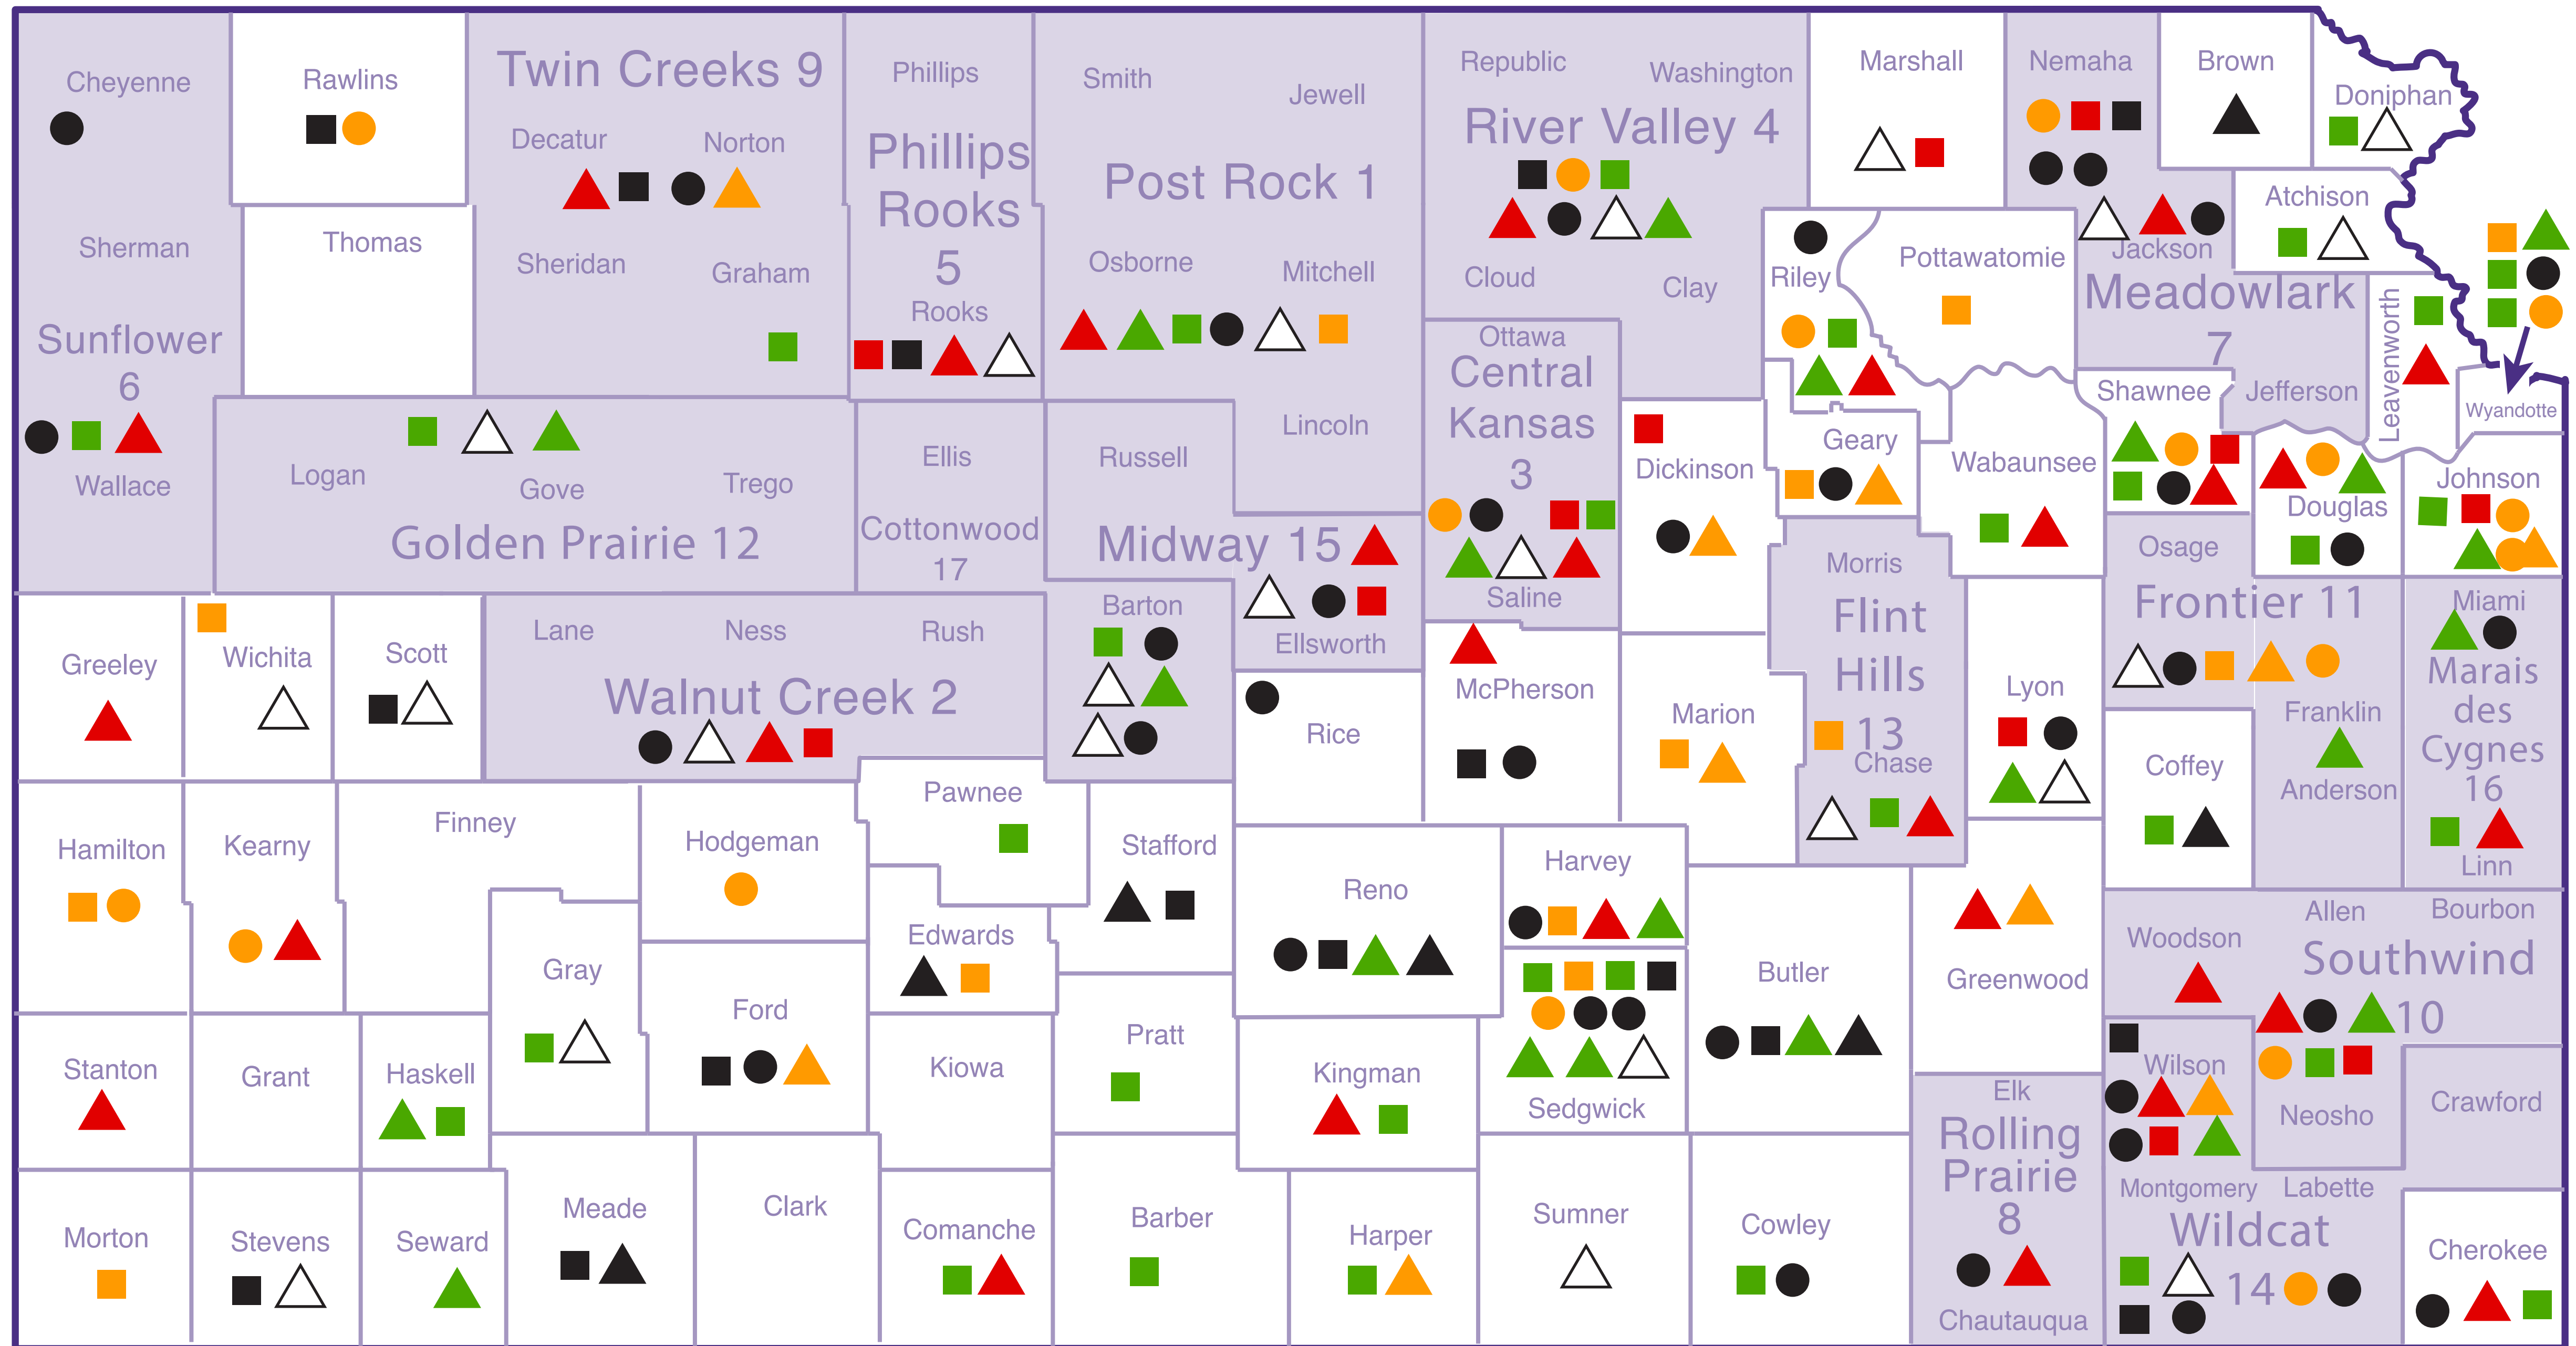 Cheyenne
Rawlins
Twin Creeks 9
Phillips
Smith
Jewell
Republic
Washington
Marshall
Nemaha
Brown
Doniphan
Decatur
Norton
Phillips
Rooks
5
Post Rock 1
River Valley 4
Atchison
Sherman
Thomas
Sheridan
Graham
Rooks
Osborne
Mitchell
Cloud
Clay
Riley
Pottawatomie
Jackson
Meadowlark
7
Leavenworth
Sunflower
6
Wallace
Ottawa
Central
Kansas
3
Saline
Shawnee
Jefferson
Wyandotte
Logan
Gove
Trego
Golden Prairie 12
Ellis
Cottonwood
17
Russell
Lincoln
Midway 15
Dickinson
Geary
Wabaunsee
Douglas
Johnson
Barton
Ellsworth
Morris
Flint
Hills
13
Chase
Osage
Frontier 11
Franklin
Anderson
Miami
Marais
des
Cygnes
16
Linn
Greeley
Wichita
Scott
Lane
Ness
Rush
Walnut Creek 2
Rice
McPherson
Marion
Lyon
Coffey
Hamilton
Kearny
Finney
Hodgeman
Pawnee
Stafford
Reno
Harvey
Gray
Edwards
Butler
Greenwood
Woodson
Allen
Bourbon
Southwind
10
Stanton
Grant
Haskell
Ford
Kiowa
Pratt
Kingman
Sedgwick
Elk
Rolling
Prairie
8
Chautauqua
Wilson
Neosho
Crawford
Morton
Stevens
Seward
Meade
Clark
Comanche
Barber
Harper
Sumner
Cowley
Montgomery
Labette
Wildcat
14
Cherokee